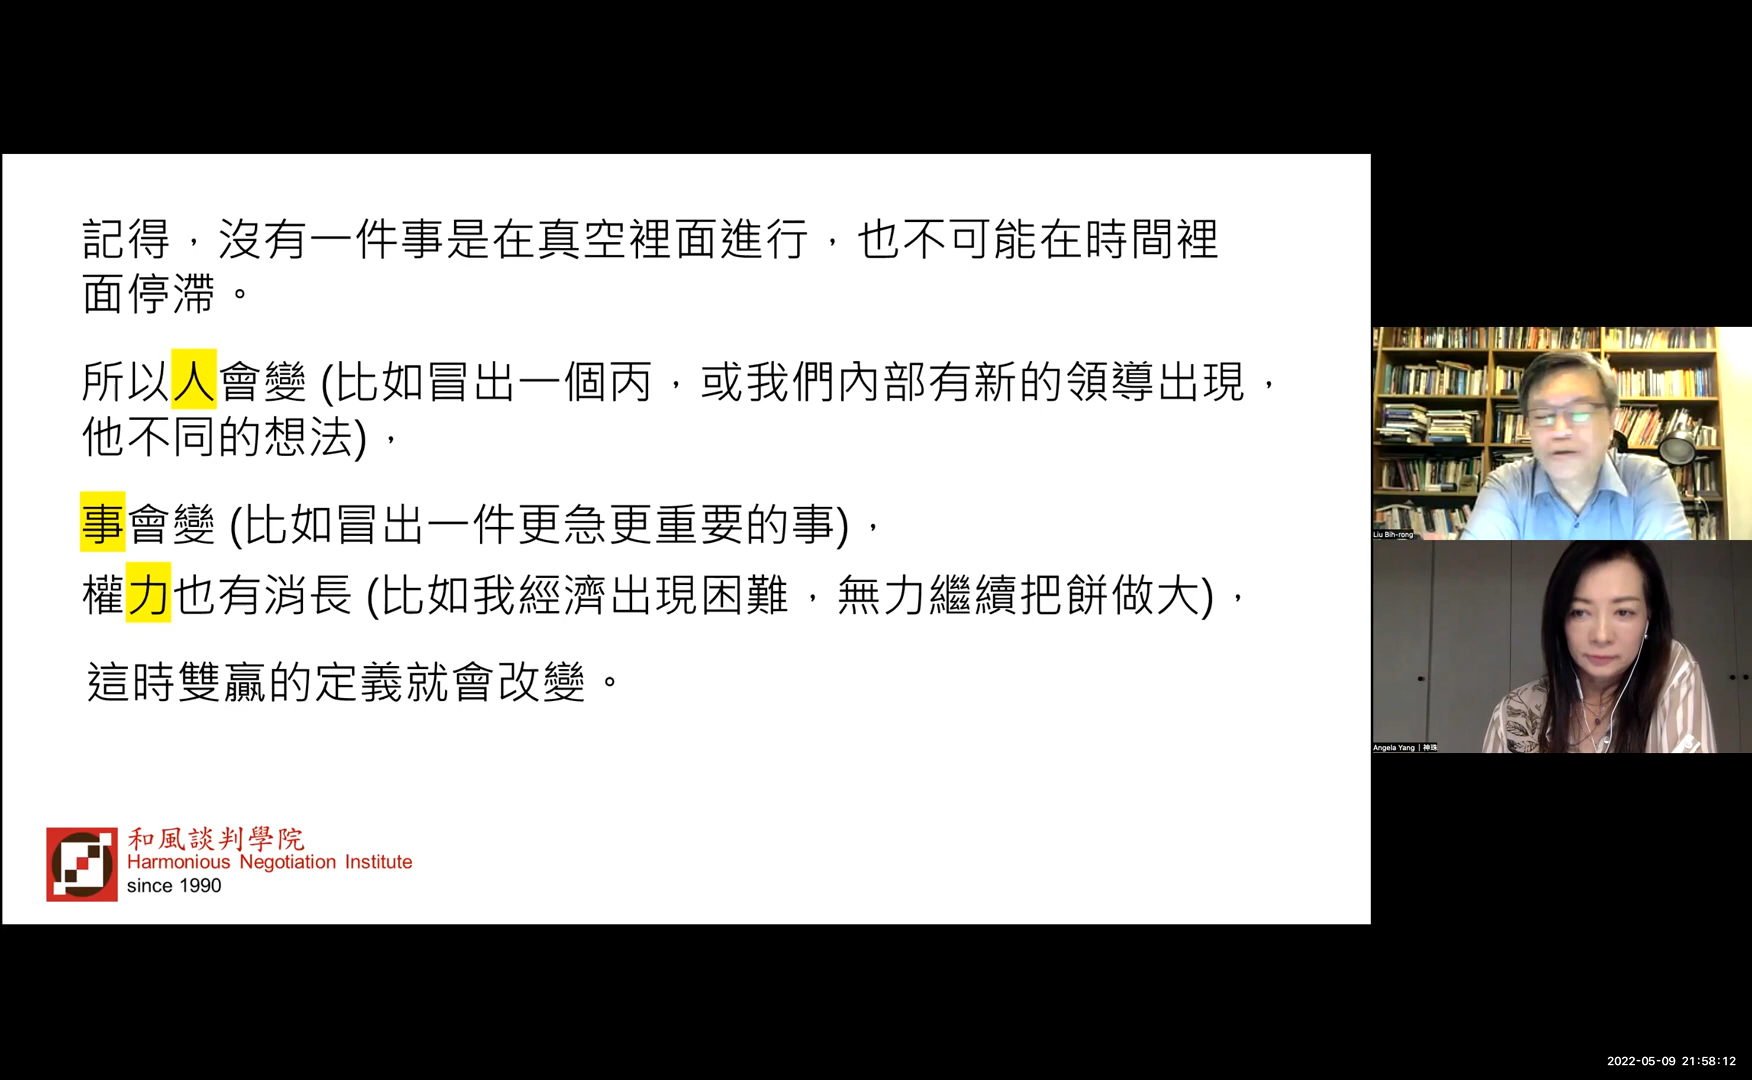 記得，沒有一件事是在真空裡面進行，也不可能在時間裡
面停滯。
所以人會變 (比如冒出一個丙，或我們內部有新的領導出現，
他不同的想法)，
事會變 (比如冒出一件更急更重要的事)，
權力也有消長 (比如我經濟出現困難，無力繼續把餅做大)，
這時雙贏的定義就會改變。
和風談判學院
Harmonious Negotiation Institute
since 1990
Liu Bih-rong
Angela Yang | 神珠
2022-05-09 21:58:12